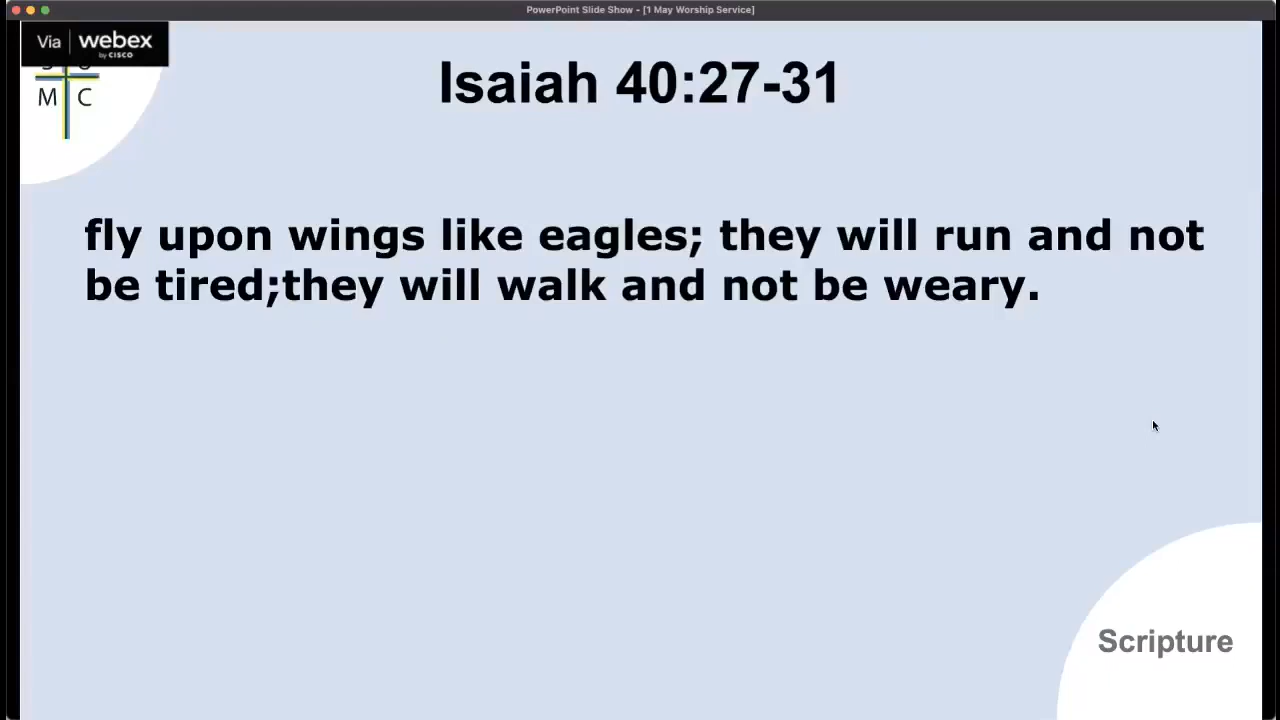 PowerPoint Slide Show - [1 May Worship Service]
Via webex
by CISCO
M C
Isaiah 40:27-31
fly upon wings like eagles; they will run and not
be tired;they will walk and not be weary.
Scripture